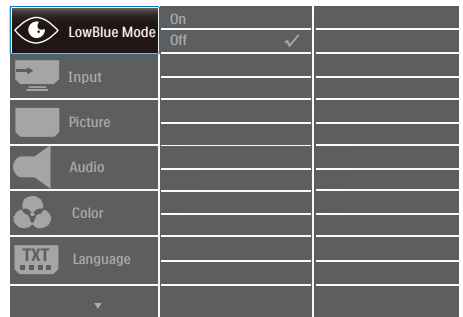 LowBlue Mode
On
Off
Input
Picture
Audio
Color
TXT
Language